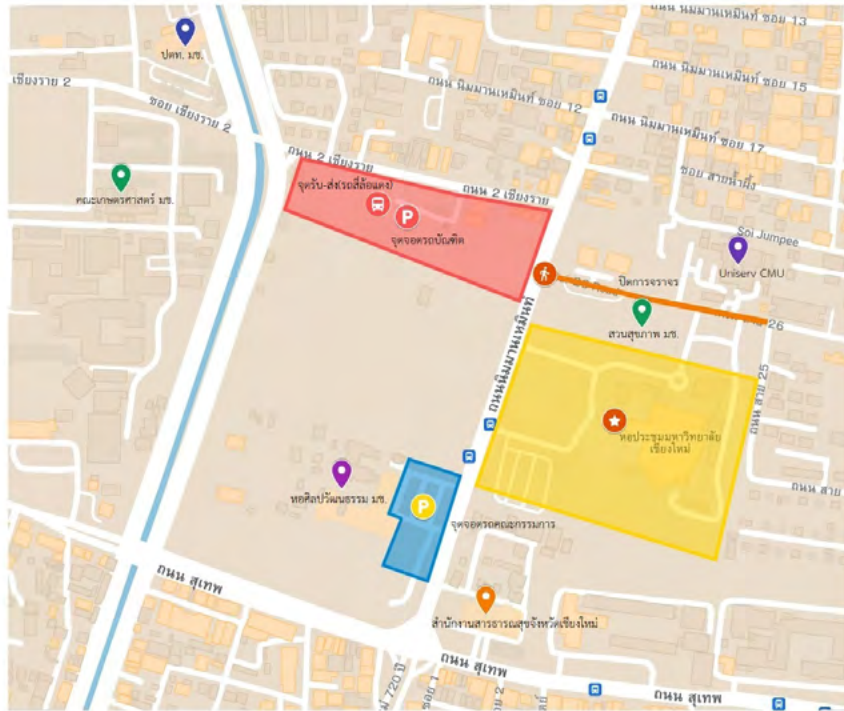 ถนน นิมมานเหมินท์ ซอย 13
ปตท. มช.
เชียงราย 2
ซอย เชียงราย 2
ถนน นิมมานเหมินท์ ซอย 12
ถนน นิมมานเหมินท์ ซอย 15
ถนน นิมมานเหมินท์ ซอย 17
ถนน 2 เชียงราย
ซอย สายน้ำผึ้ง
คณะเกษตรศาสตร์ มช.
จุดรับ-ส่ง(รถสี่ล้อแดง)
ถนน 2 เชียงราย
P
จุดจอดรถบัณฑิต
Soi Jumpee
Uniserv CMU
ปิดการจราจร
26
สวนสุขภาพ มช.
ถนนนิมมานเหมินท์
ถนน สาย 25
หอประชุมมหาวิทยาลัย
เชียงใหม่
หอศิลปวัฒนธรรม มช.
P
จุดจอดรถคณะกรรมการ
ถนน สาย
ถนน สุเทพ
สำนักงานสาธารณสุขจังหวัดเชียงใหม่
ถนน สุเทพ
720 ปี
ซอย 1
ซอย 2
ถนน สุเทพ